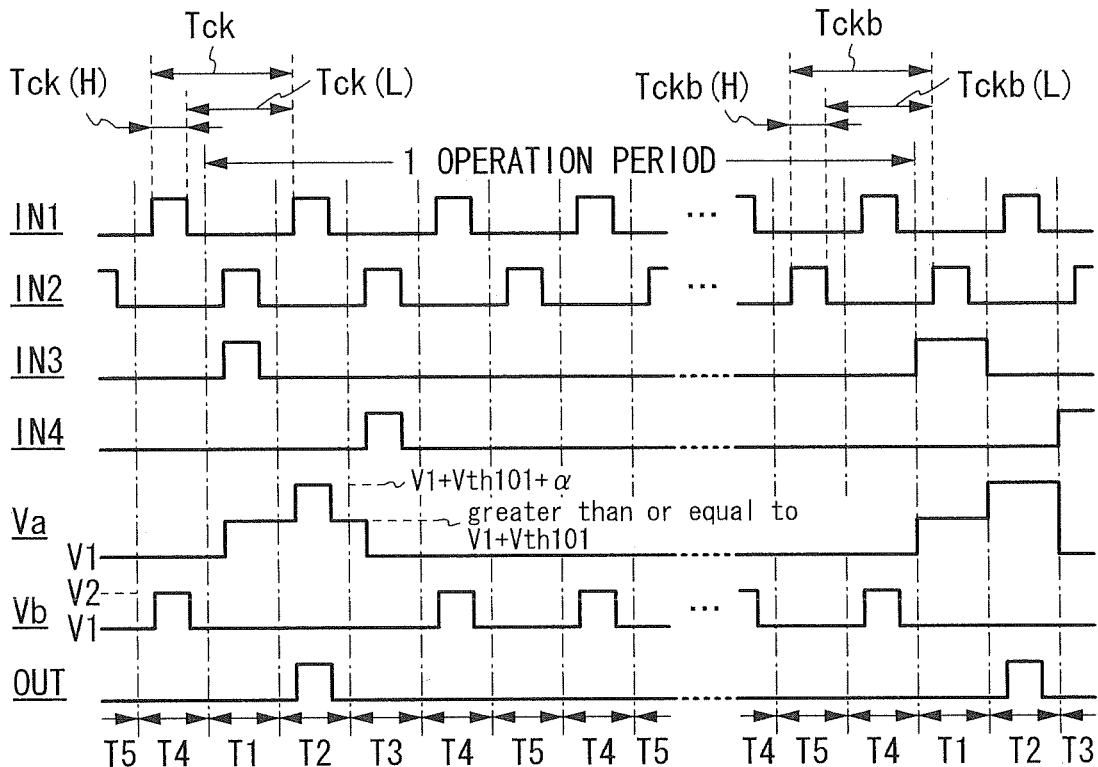 Tck
Tckb
Tck(H)
Tck(L)
Tckb(H)
Tckb(L)
1 OPERATION PERIOD
IN1
...
IN2
...
IN3
IN4
V1+Vth101+α
greater than or equal to
V1+Vth101
Va
V1
V2
Vb
V1
...
OUT
T5 T4 T1 T2 T3 T4 T5 T4 T5 T4 T5 T4 T1 T2 T3